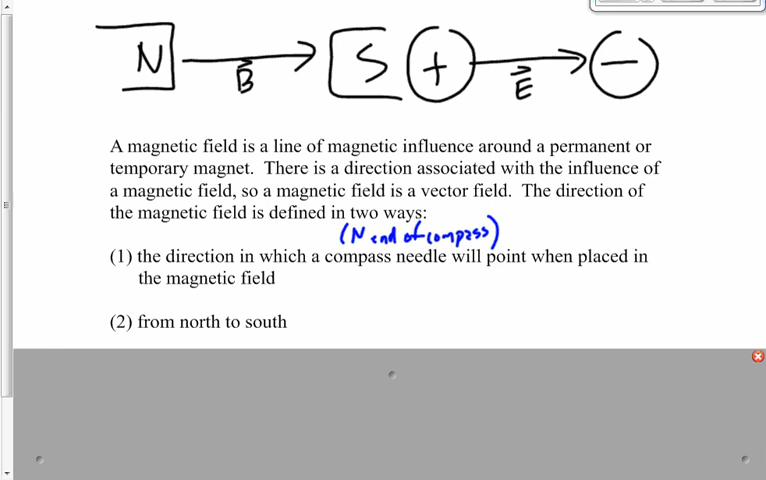 N B S + E −
A magnetic field is a line of magnetic influence around a permanent or
temporary magnet. There is a direction associated with the influence of
a magnetic field, so a magnetic field is a vector field. The direction of
the magnetic field is defined in two ways:
(N end of compass)
(1) the direction in which a compass needle will point when placed in
the magnetic field
(2) from north to south